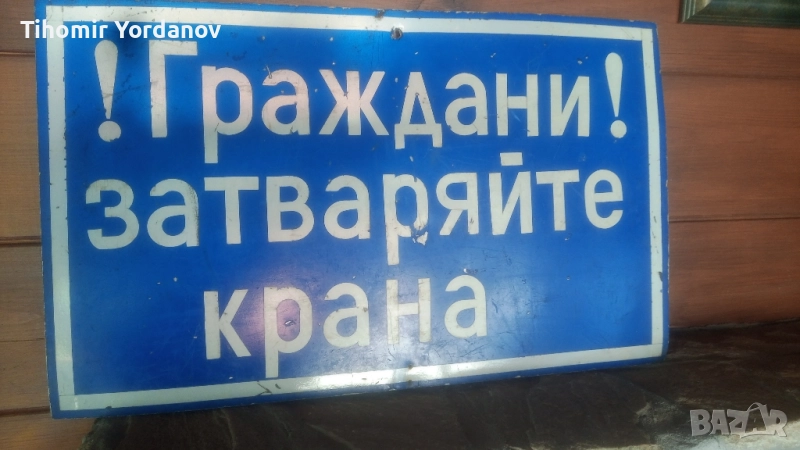 Tihomir Yordanov
!Граждани!
затваряйте
крана
BAZAR